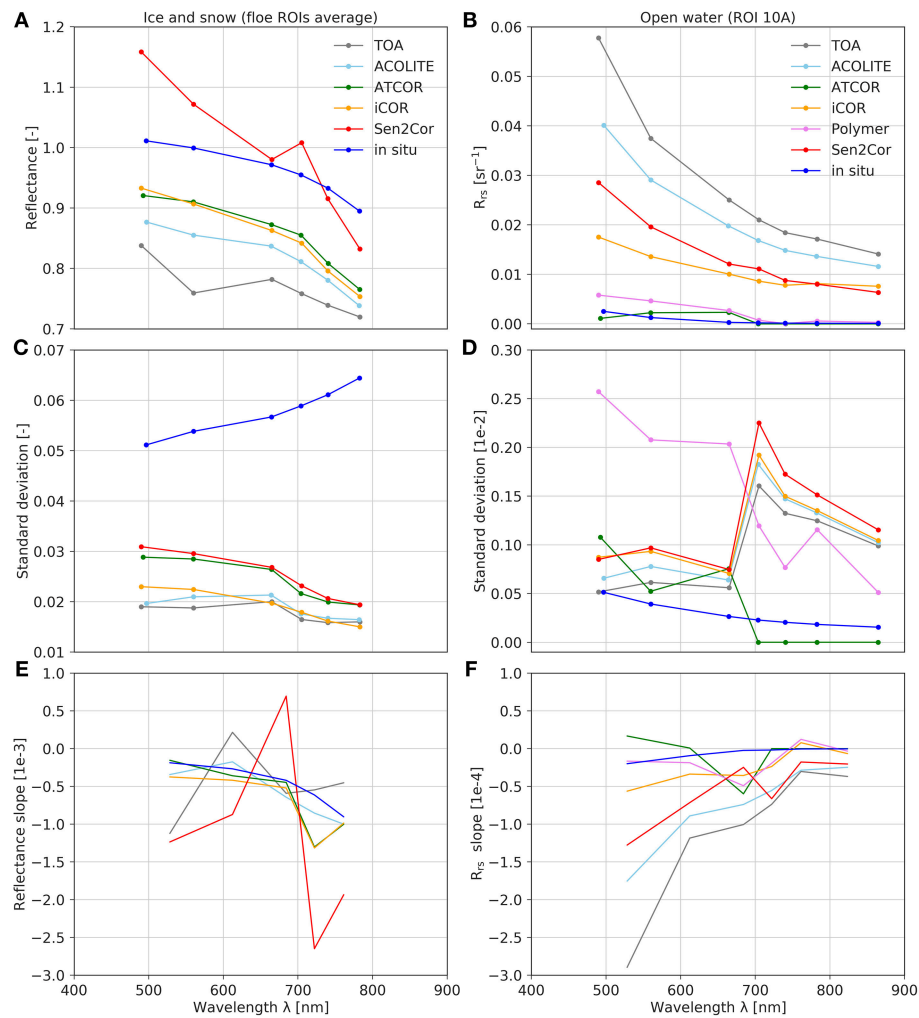 A
Ice and snow (floe ROIs average)
Reflectance [-]
1.2
1.1
1.0
0.9
0.8
0.7
TOA
ACOLITE
ATCOR
iCOR
Sen2Cor
in situ
B
Open water (ROI 10A)
Rrs [sr−1]
0.06
0.05
0.04
0.03
0.02
0.01
0.00
TOA
ACOLITE
ATCOR
iCOR
Polymer
Sen2Cor
in situ
C
Standard deviation [-]
0.07
0.06
0.05
0.04
0.03
0.02
0.01
D
Standard deviation [1e-2]
0.30
0.25
0.20
0.15
0.10
0.05
0.00
E
Reflectance slope [1e-3]
1.0
0.5
0.0
−0.5
−1.0
−1.5
−2.0
−2.5
−3.0
400 500 600 700 800 900
Wavelength λ [nm]
F
Rrs slope [1e-4]
1.0
0.5
0.0
−0.5
−1.0
−1.5
−2.0
−2.5
−3.0
400 500 600 700 800 900
Wavelength λ [nm]